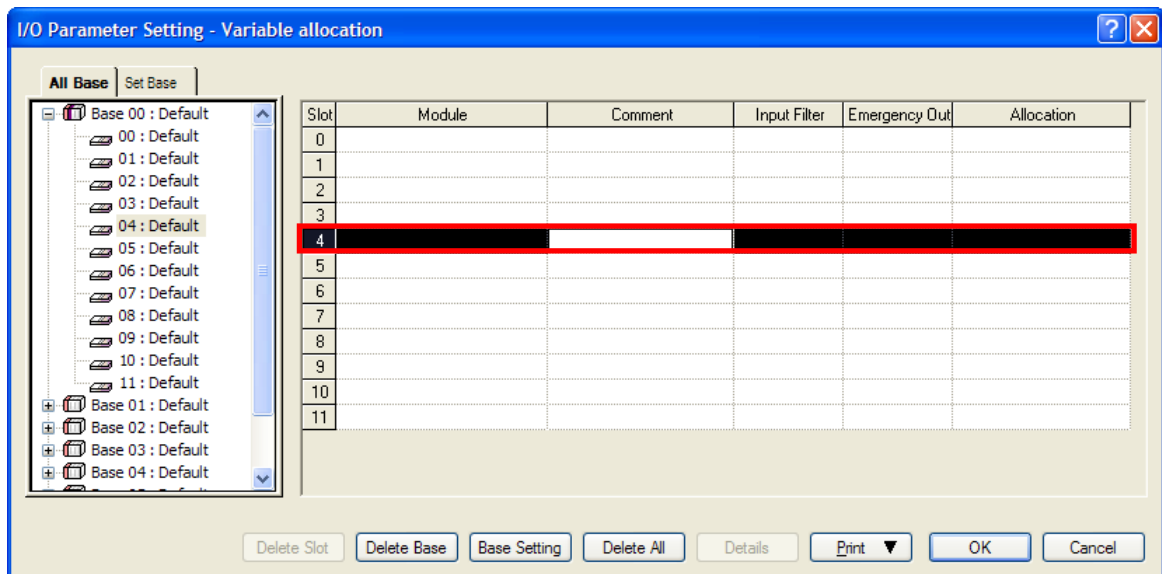 I/O Parameter Setting - Variable allocation
All Base Set Base
Base 00 : Default
00 : Default
01 : Default
02 : Default
03 : Default
04 : Default
05 : Default
06 : Default
07 : Default
08 : Default
09 : Default
10 : Default
11 : Default
Base 01 : Default
Base 02 : Default
Base 03 : Default
Base 04 : Default
Slot Module Comment Input Filter Emergency Out Allocation
0
1
2
3
4
5
6
7
8
9
10
11
Delete Slot Delete Base Base Setting Delete All Details Print ▼ OK Cancel